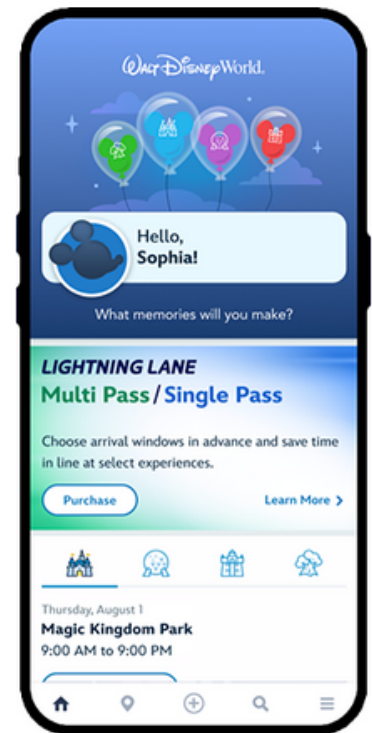 WALT DISNEY World.
Hello,
Sophia!
What memories will you make?
LIGHTNING LANE
Multi Pass / Single Pass
Choose arrival windows in advance and save time
in line at select experiences.
Purchase
Learn More >
Thursday, August 1
Magic Kingdom Park
9:00 AM to 9:00 PM